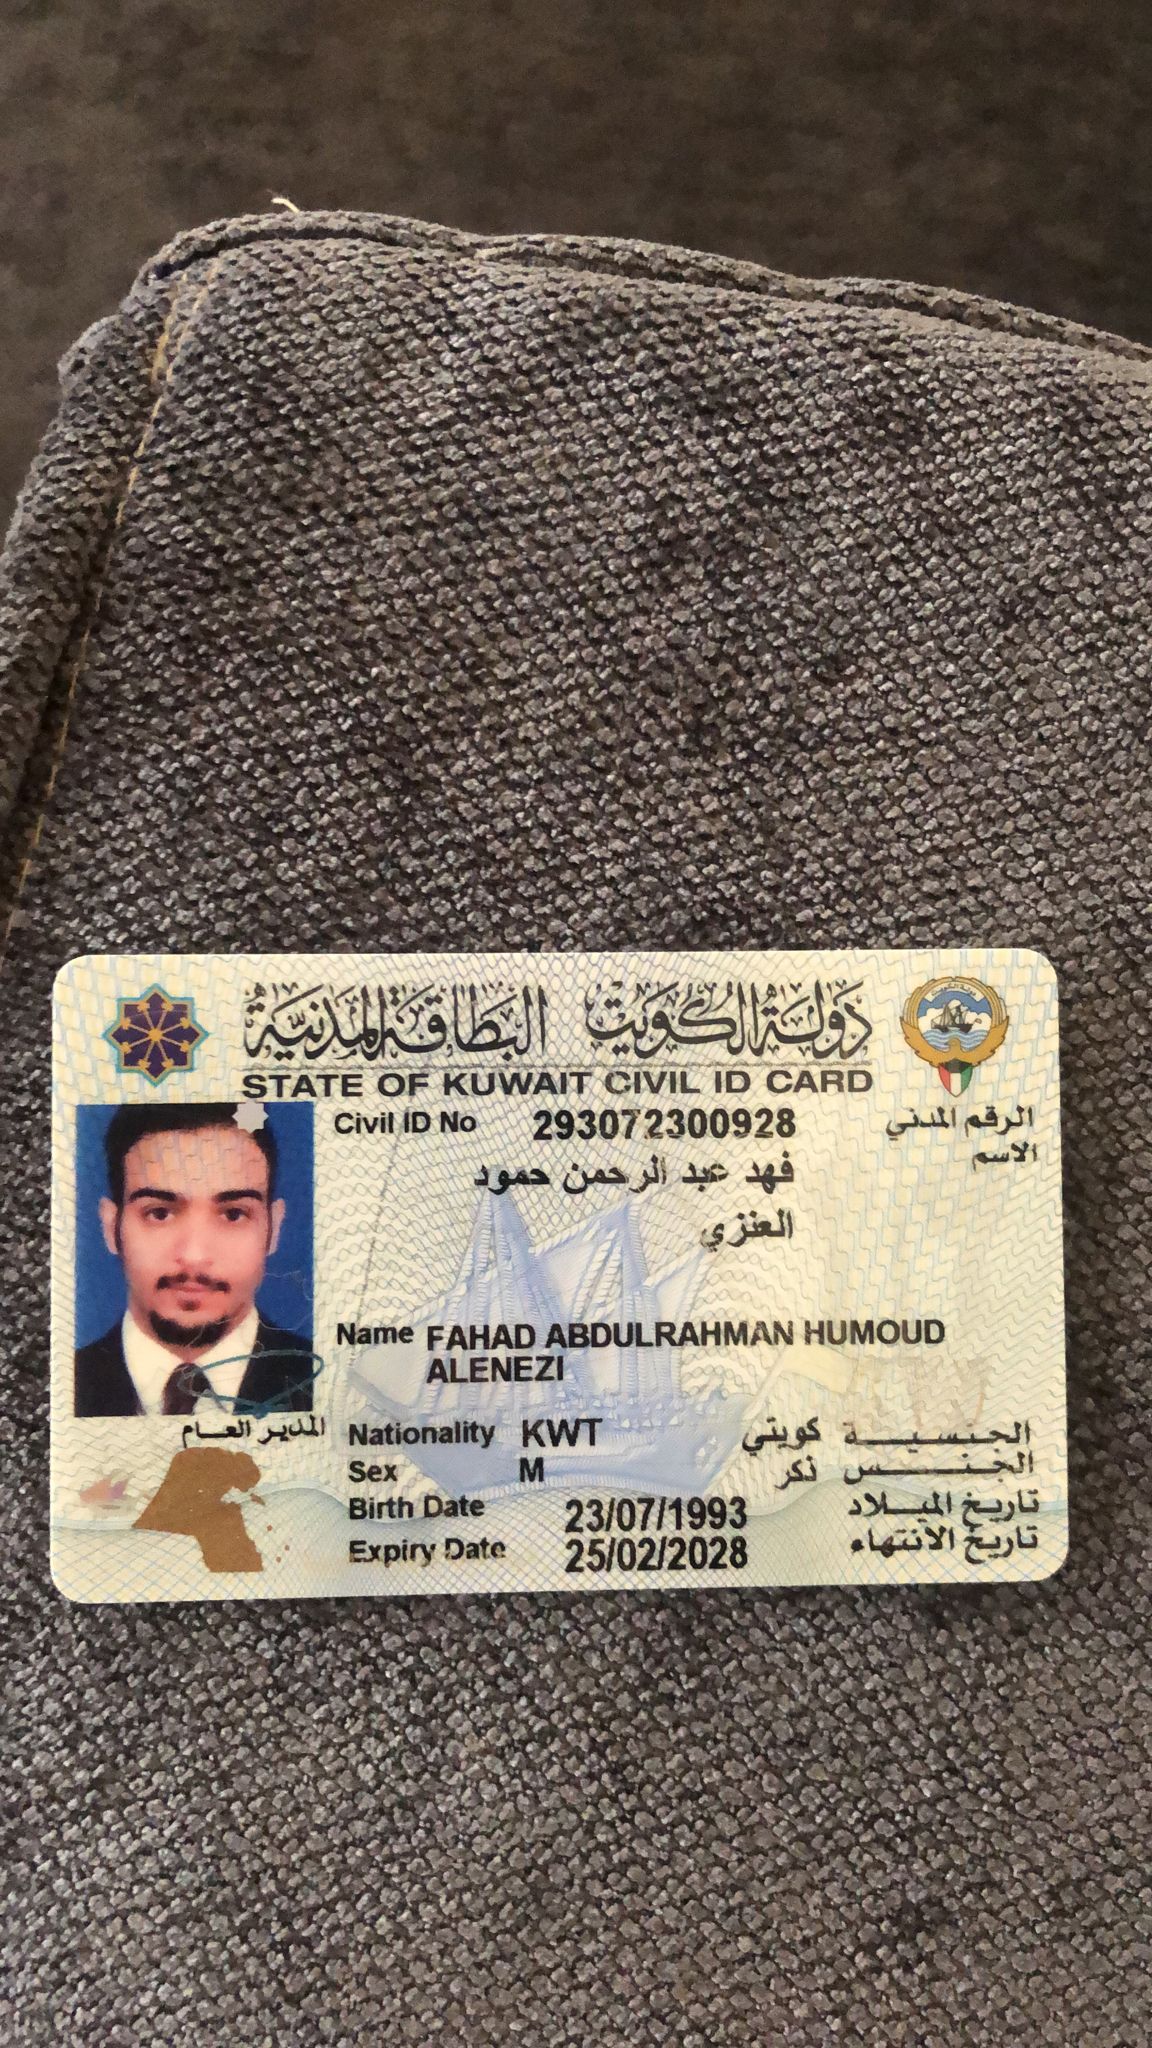 دولة الكويت البطاقة المدنية
STATE OF KUWAIT CIVIL ID CARD
Civil ID No 293072300928 الرقم المدني
الاسم
فهد عبد الرحمن حمود
العنزي
Name FAHAD ABDULRAHMAN HUMOUD
ALENEZI
المدير العام
Nationality KWT كويتي الجنسية
Sex M ذكر الجنس
Birth Date 23/07/1993 تاريخ الميلاد
Expiry Date 25/02/2028 تاريخ الانتهاء